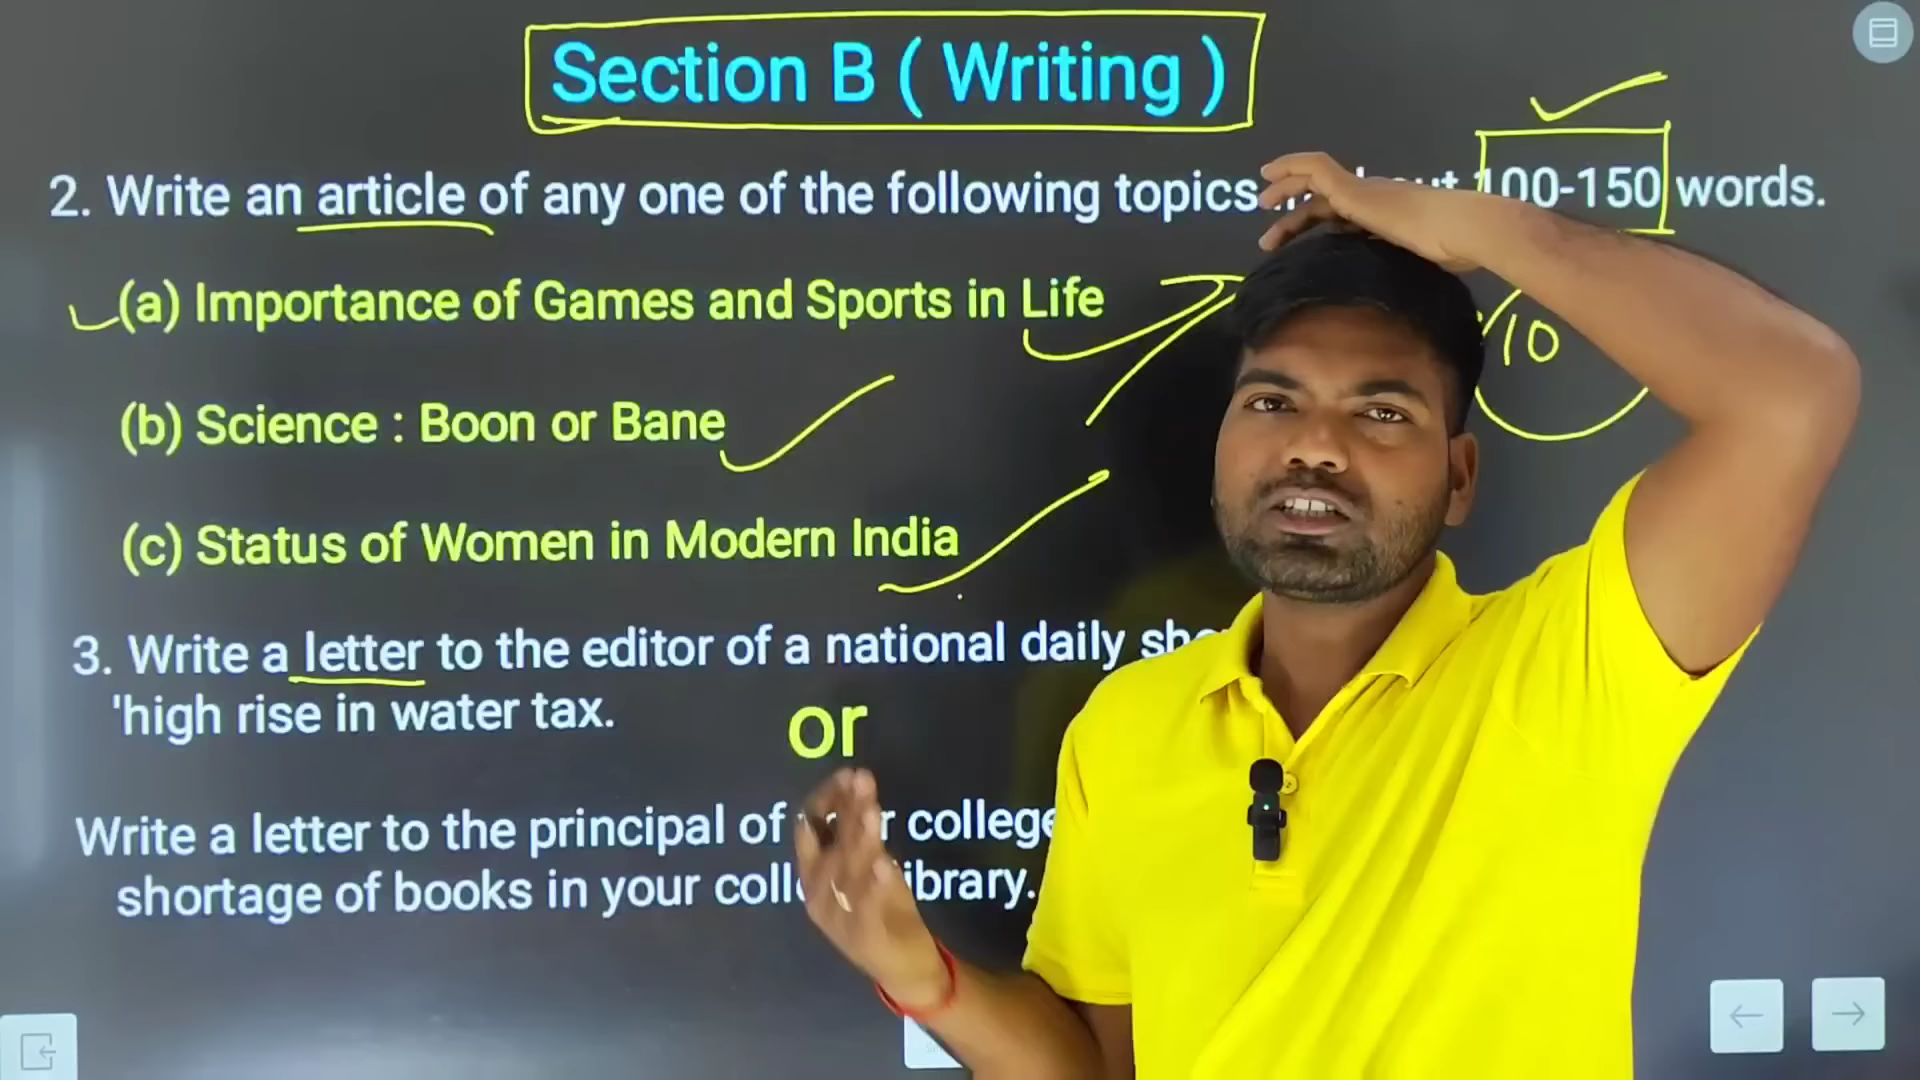 Section B ( Writing )
2. Write an article of any one of the following topics 100-150 words.
(a) Importance of Games and Sports in Life
10
(b) Science : Boon or Bane
(c) Status of Women in Modern India
3. Write a letter to the editor of a national daily
'high rise in water tax.
or
Write a letter to the principal of college
shortage of books in your library.